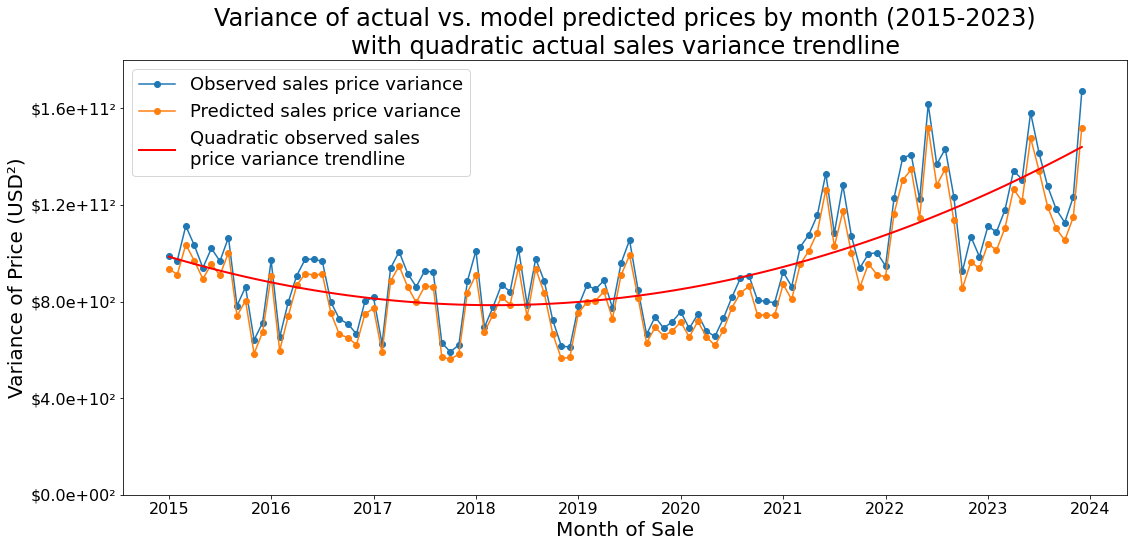 Variance of actual vs. model predicted prices by month (2015-2023)
with quadratic actual sales variance trendline
Observed sales price variance
Predicted sales price variance
Quadratic observed sales
price variance trendline
Variance of Price (USD²)
$1.6e+11²
$1.2e+11²
$8.0e+10²
$4.0e+10²
$0.0e+00²
2015 2016 2017 2018 2019 2020 2021 2022 2023 2024
Month of Sale